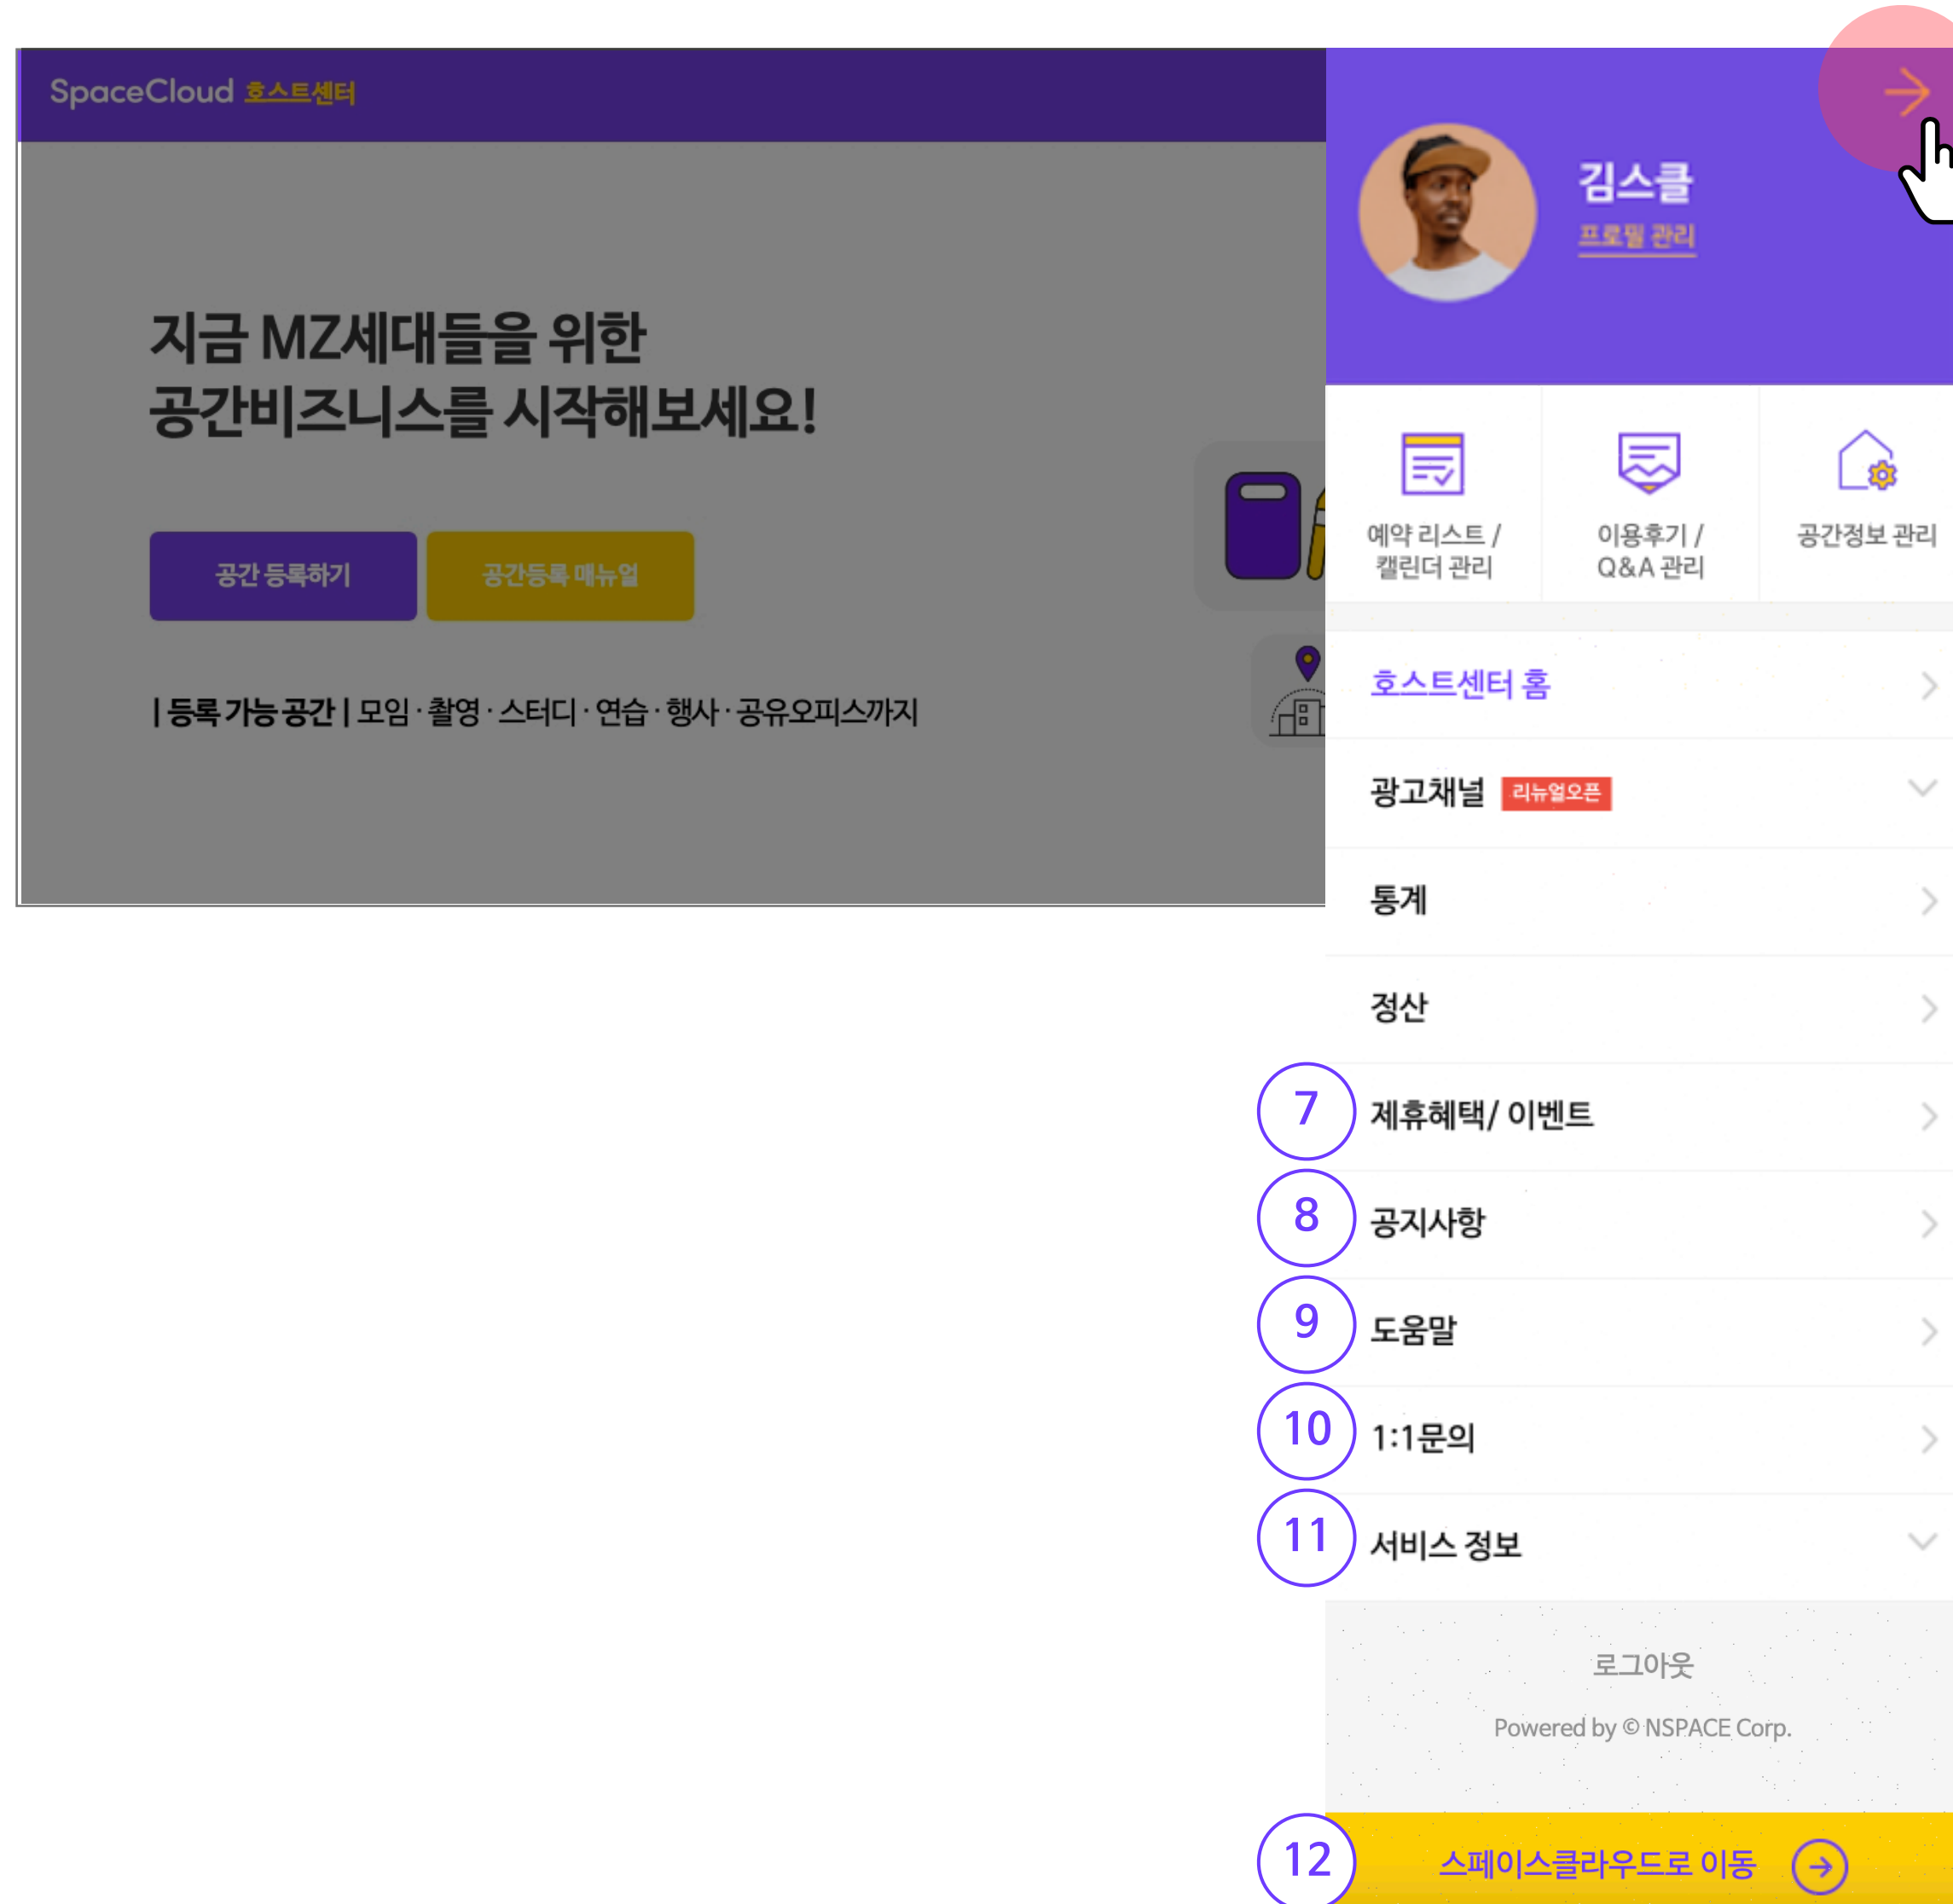 SpaceCloud 호스트센터
지금 MZ세대들을 위한
공간비즈니스를 시작해보세요!
공간 등록하기
공간등록 매뉴얼
| 등록 가능 공간 | 모임 · 촬영 · 스터디 · 연습 · 행사 · 공유오피스까지
김스클
프로필 관리
예약 리스트 /
캘린더 관리
이용후기 /
Q&A 관리
공간정보 관리
호스트센터 홈
광고채널 리뉴얼오픈
통계
정산
7 제휴혜택/ 이벤트
8 공지사항
9 도움말
10 1:1문의
11 서비스 정보
로그아웃
Powered by © NSPACE Corp.
12 스페이스클라우드로 이동